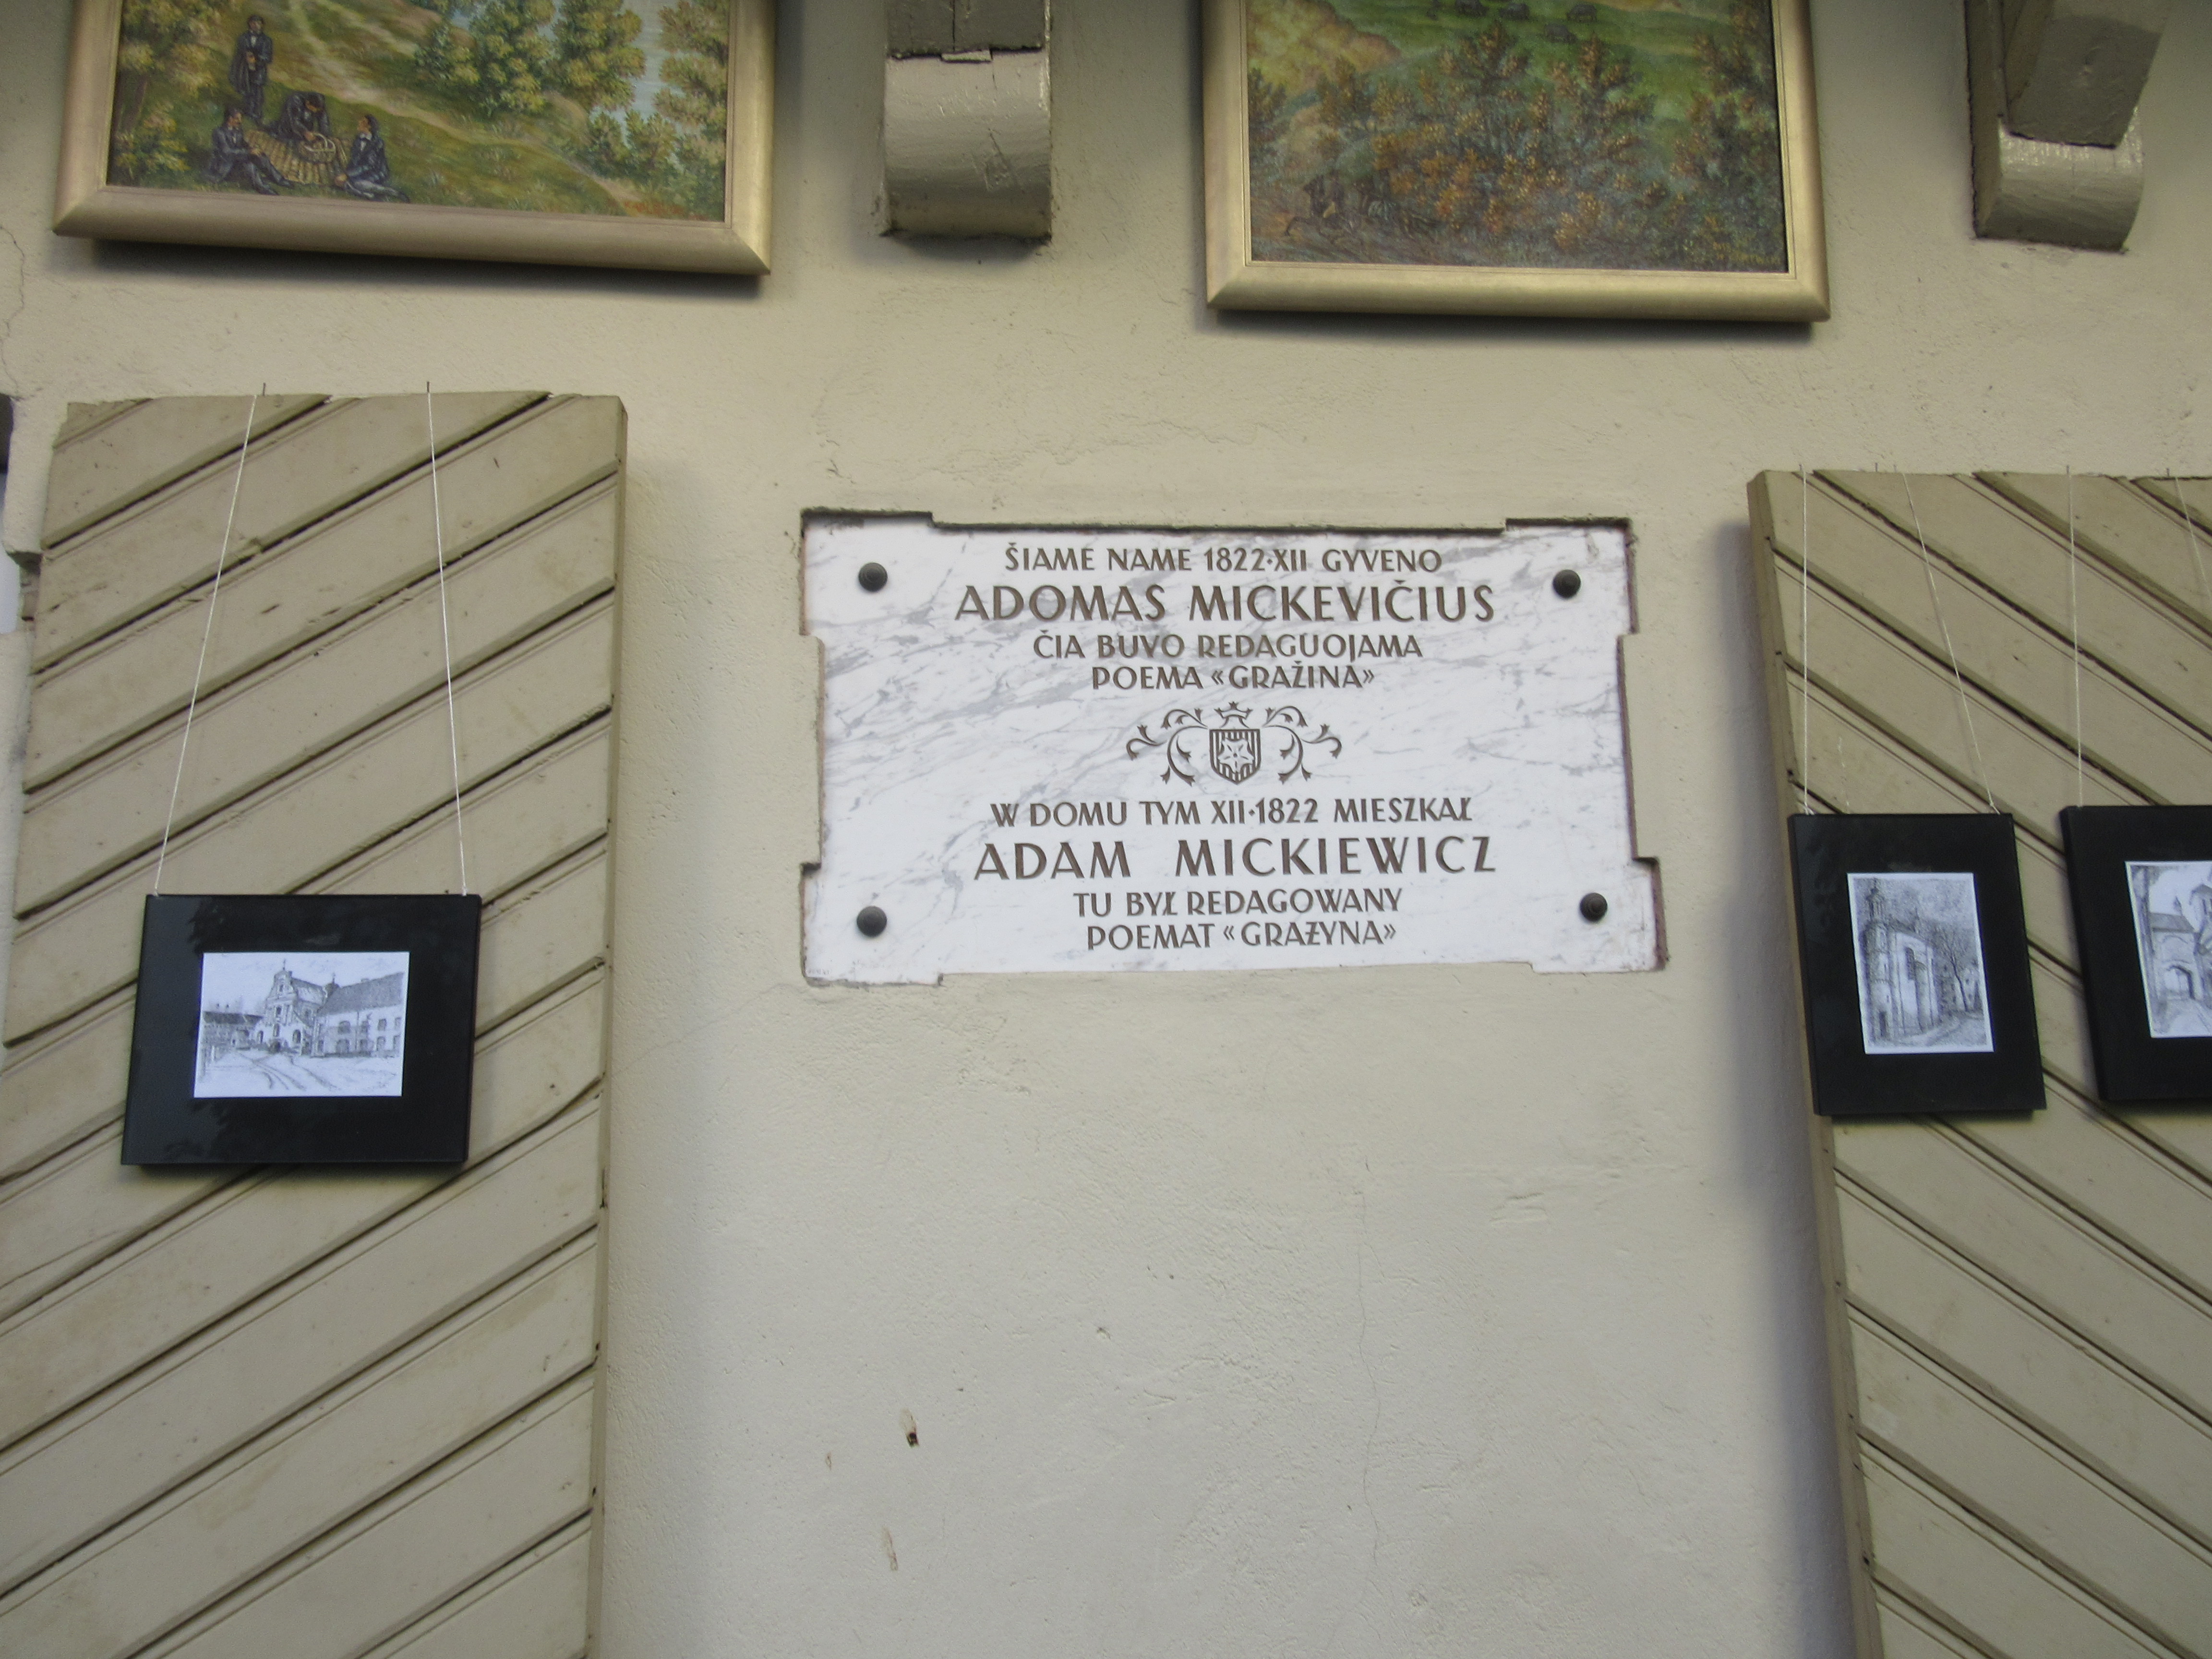 ŠIAME NAME 1822·XII GYVENO
ADOMAS MICKEVIČIUS
ČIA BUVO REDAGUOJAMA
POEMA «GRAŽINA»
W DOMU TYM XII·1822 MIESZKAŁ
ADAM MICKIEWICZ
TU BYŁ REDAGOWANY
POEMAT «GRAŻYNA»